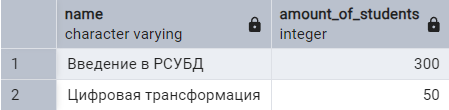 name amount_of_students
character varying integer
1 Введение в РСУБД 300
2 Цифровая трансформация 50